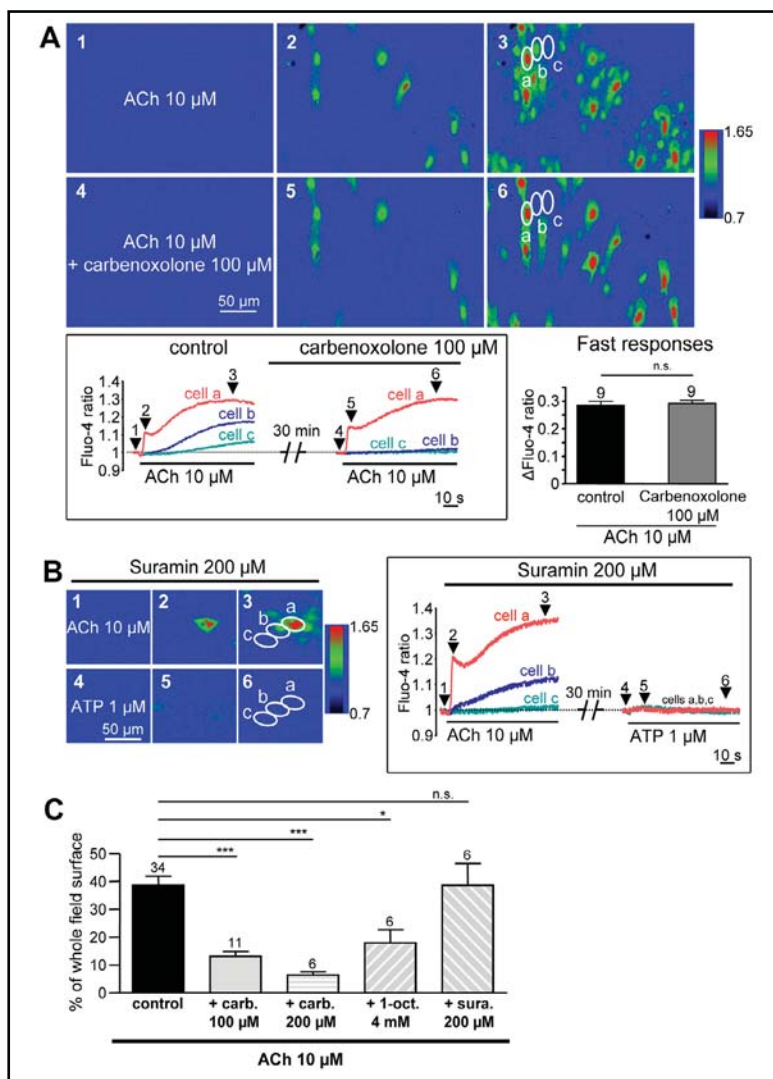 A
1
2
3
ACh 10 µM
a
b
c
1.65
0.7
4
5
6
ACh 10 µM
+ carbenoxolone 100 µM
50 µm
a
b
c
control
carbenoxolone 100 µM
Fluo-4 ratio
1.4
1.3
1.2
1.1
1
0.9
1
2
3
cell a
cell b
cell c
ACh 10 µM
30 min
4
5
6
cell a
cell c
cell b
ACh 10 µM
10 s
Fast responses
n.s.
ΔFluo-4 ratio
0.3
0.2
0.1
0
9
9
control
Carbenoxolone
100 µM
ACh 10 µM
B
Suramin 200 µM
1
2
3
ACh 10 µM
a
b
c
4
5
6
ATP 1 µM
a
b
c
50 µm
1.65
0.7
Suramin 200 µM
Fluo-4 ratio
1.4
1.3
1.2
1.1
1
0.9
1
2
3
cell a
cell b
cell c
ACh 10 µM
30 min
4
5
6
cells a,b,c
ATP 1 µM
10 s
C
n.s.
*
***
***
% of whole field surface
50
40
30
20
10
0
34
11
6
6
6
control
+ carb.
100 µM
+ carb.
200 µM
+ 1-oct.
4 mM
+ sura.
200 µM
ACh 10 µM